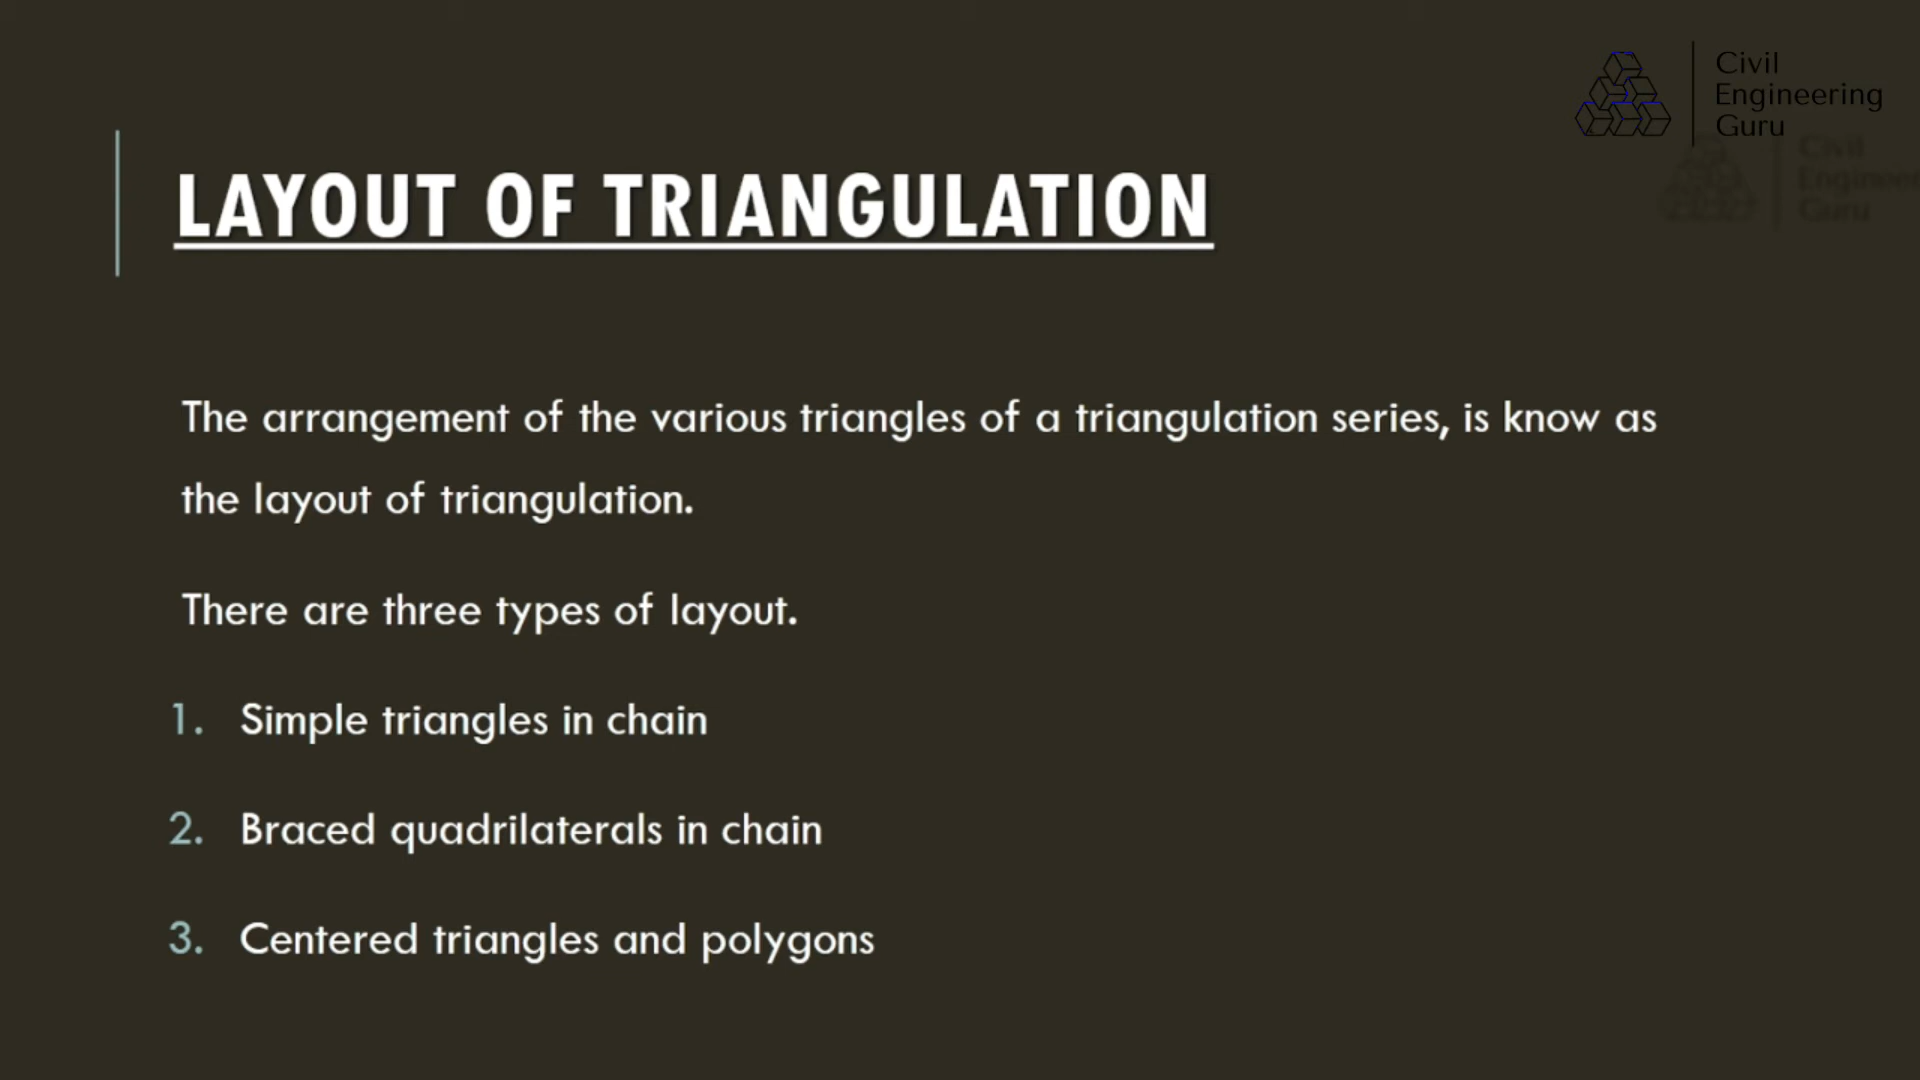 Civil
Engineering
Guru
LAYOUT OF TRIANGULATION
The arrangement of the various triangles of a triangulation series, is know as
the layout of triangulation.
There are three types of layout.
1. Simple triangles in chain
2. Braced quadrilaterals in chain
3. Centered triangles and polygons